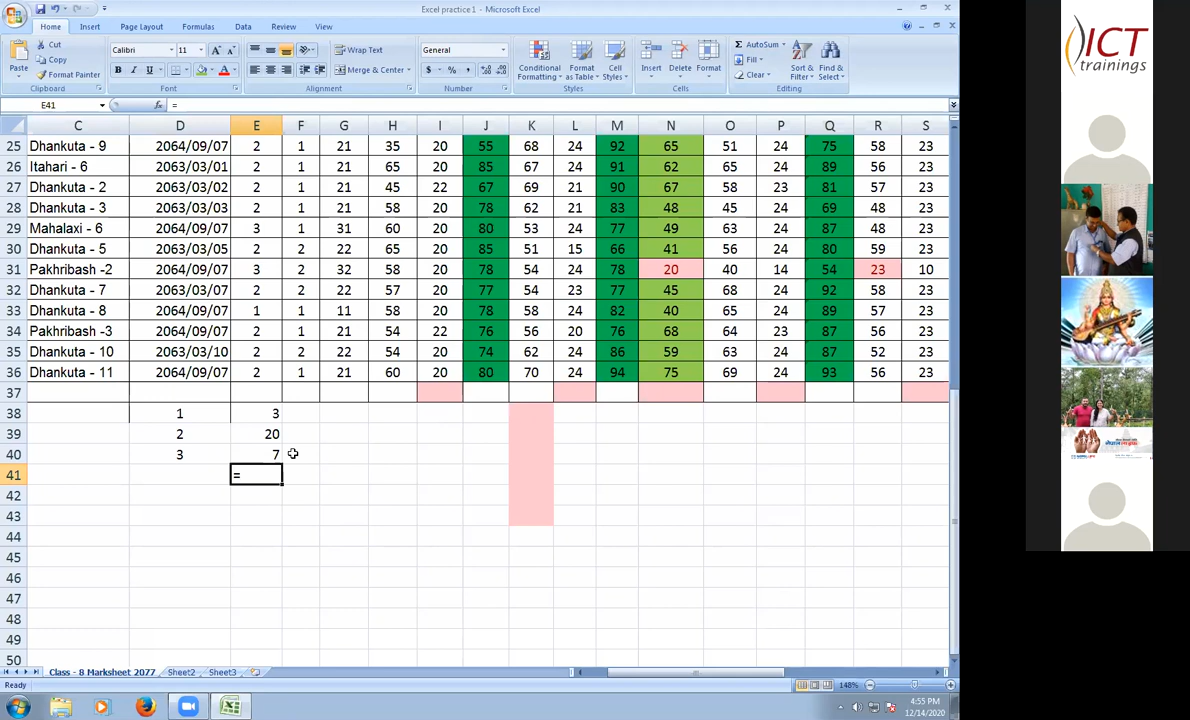 Excel practice 1 - Microsoft Excel
Home Insert Page Layout Formulas Data Review View
Paste Cut Copy Format Painter Clipboard
Calibri 11 B I U Font
Wrap Text Merge & Center Alignment
General $ % , Number
Conditional Formatting Format as Table Cell Styles Styles
Insert Delete Format Cells
Σ AutoSum Fill Clear Sort & Filter Find & Select Editing
E41 fx =
C D E F G H I J K L M N O P Q R S
25 Dhankuta - 9 2064/09/07 2 1 21 35 20 55 68 24 92 65 51 24 75 58 23
26 Itahari - 6 2063/03/01 2 1 21 65 20 85 67 24 91 62 65 24 89 56 23
27 Dhankuta - 2 2063/03/02 2 1 21 45 22 67 69 21 90 67 58 23 81 57 23
28 Dhankuta - 3 2063/03/03 2 1 21 58 20 78 62 21 83 48 45 24 69 48 23
29 Mahalaxi - 6 2064/09/07 3 1 31 60 20 80 53 24 77 49 63 24 87 48 23
30 Dhankuta - 5 2063/03/05 2 2 22 65 20 85 51 15 66 41 56 24 80 59 23
31 Pakhribash -2 2064/09/07 3 2 32 58 20 78 54 24 78 20 40 14 54 23 10
32 Dhankuta - 7 2064/09/07 2 2 22 57 20 77 54 23 77 45 68 24 92 58 23
33 Dhankuta - 8 2064/09/07 1 1 11 58 20 78 58 24 82 40 65 24 89 57 23
34 Pakhribash -3 2064/09/07 2 1 21 54 22 76 56 20 76 68 64 23 87 56 23
35 Dhankuta - 10 2063/03/10 2 2 22 54 20 74 62 24 86 59 63 24 87 52 23
36 Dhankuta - 11 2064/09/07 2 1 21 60 20 80 70 24 94 75 69 24 93 56 23
37
38 1 3
39 2 20
40 3 7
41 =
42
43
44
45
46
47
48
49
50
Class - 8 Marksheet 2077 Sheet2 Sheet3
Ready 148%
4:55 PM
12/14/2020
ICT
trainings